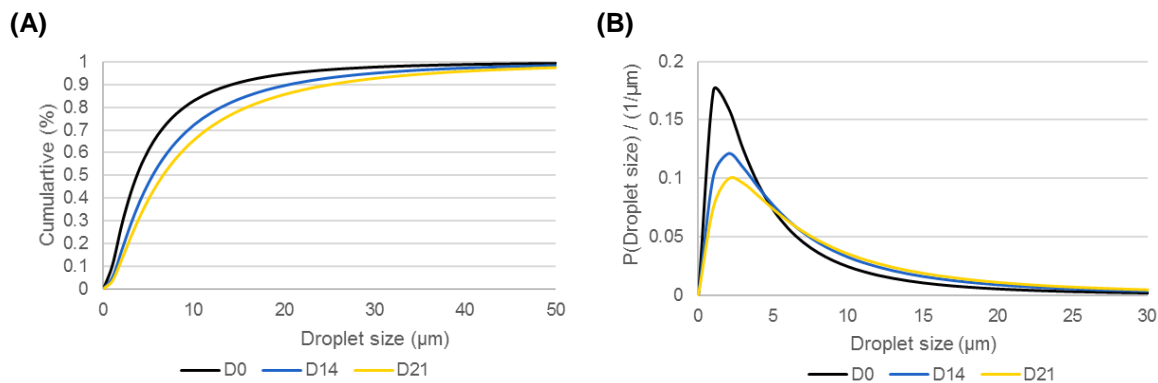 (A)
Cumulartive (%)
1
0.9
0.8
0.7
0.6
0.5
0.4
0.3
0.2
0.1
0
0 10 20 30 40 50
Droplet size (µm)
D0 D14 D21
(B)
P(Droplet size) / (1/µm)
0.2
0.15
0.1
0.05
0
0 5 10 15 20 25 30
Droplet size (µm)
D0 D14 D21